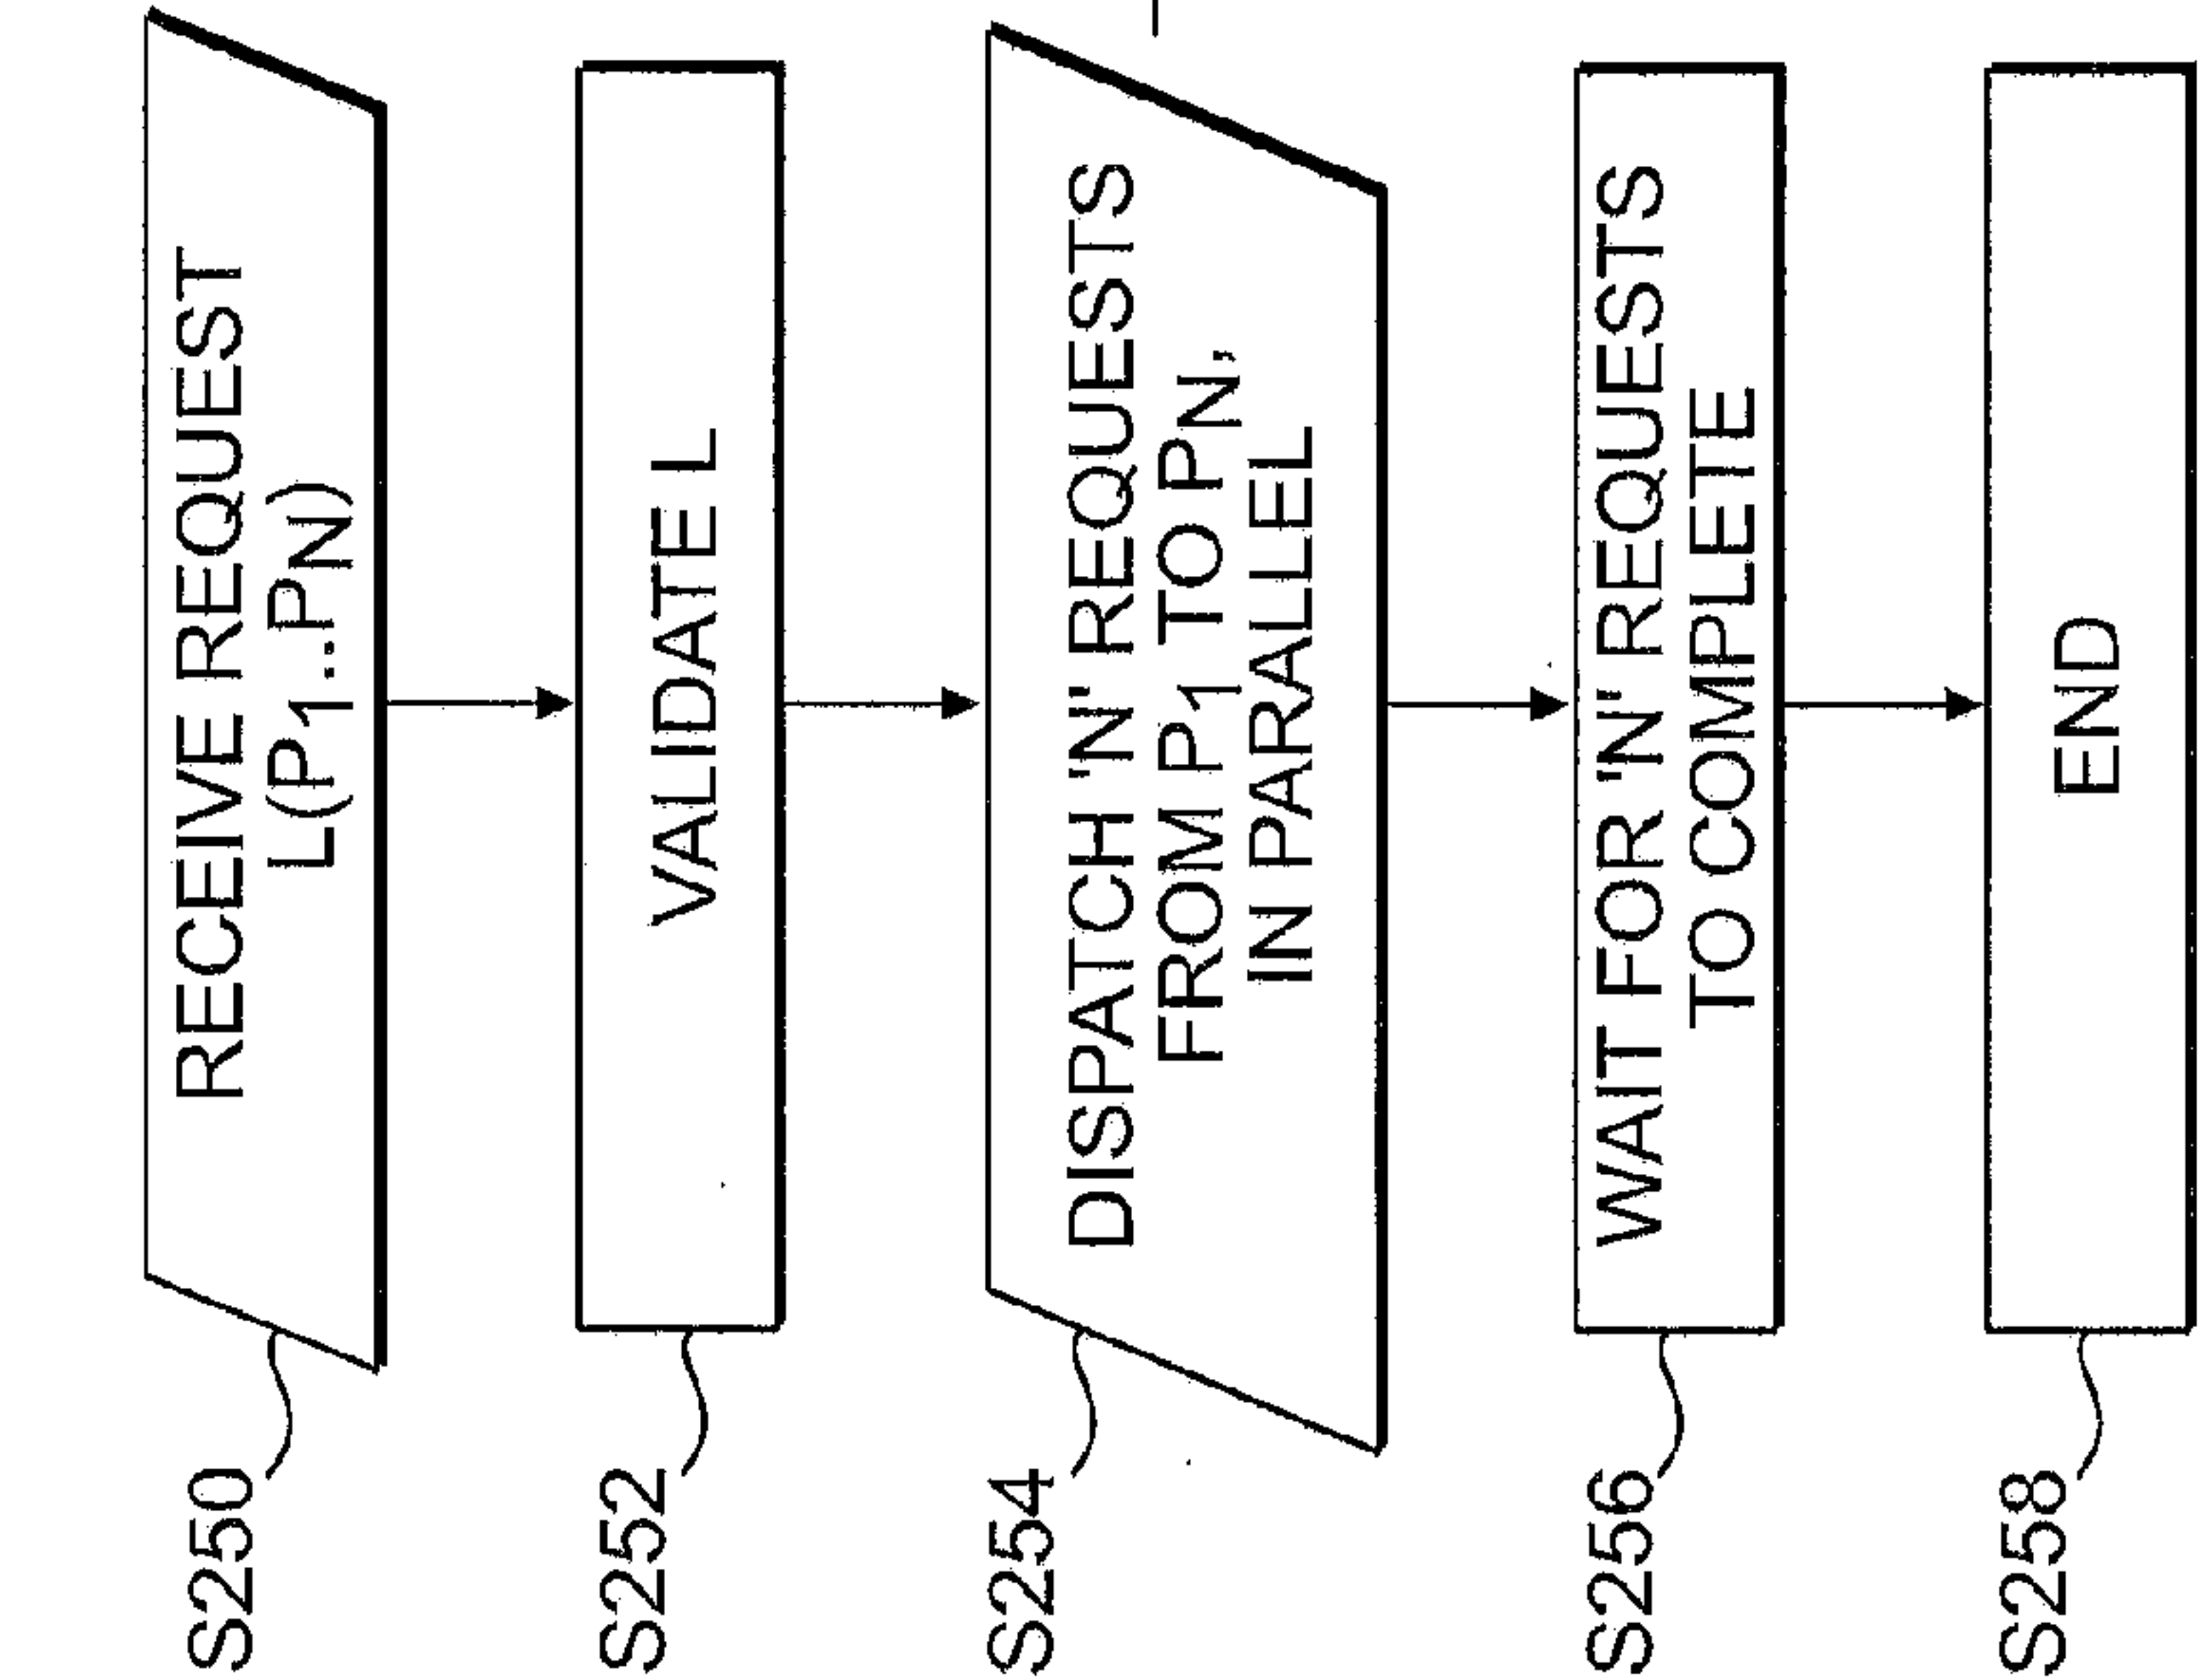 S250
RECEIVE REQUEST
L(P1..PN)
S252
VALIDATE L
S254
DISPATCH 'N' REQUESTS
FROM P1 TO PN,
IN PARALLEL
S256
WAIT FOR 'N' REQUESTS
TO COMPLETE
S258
END